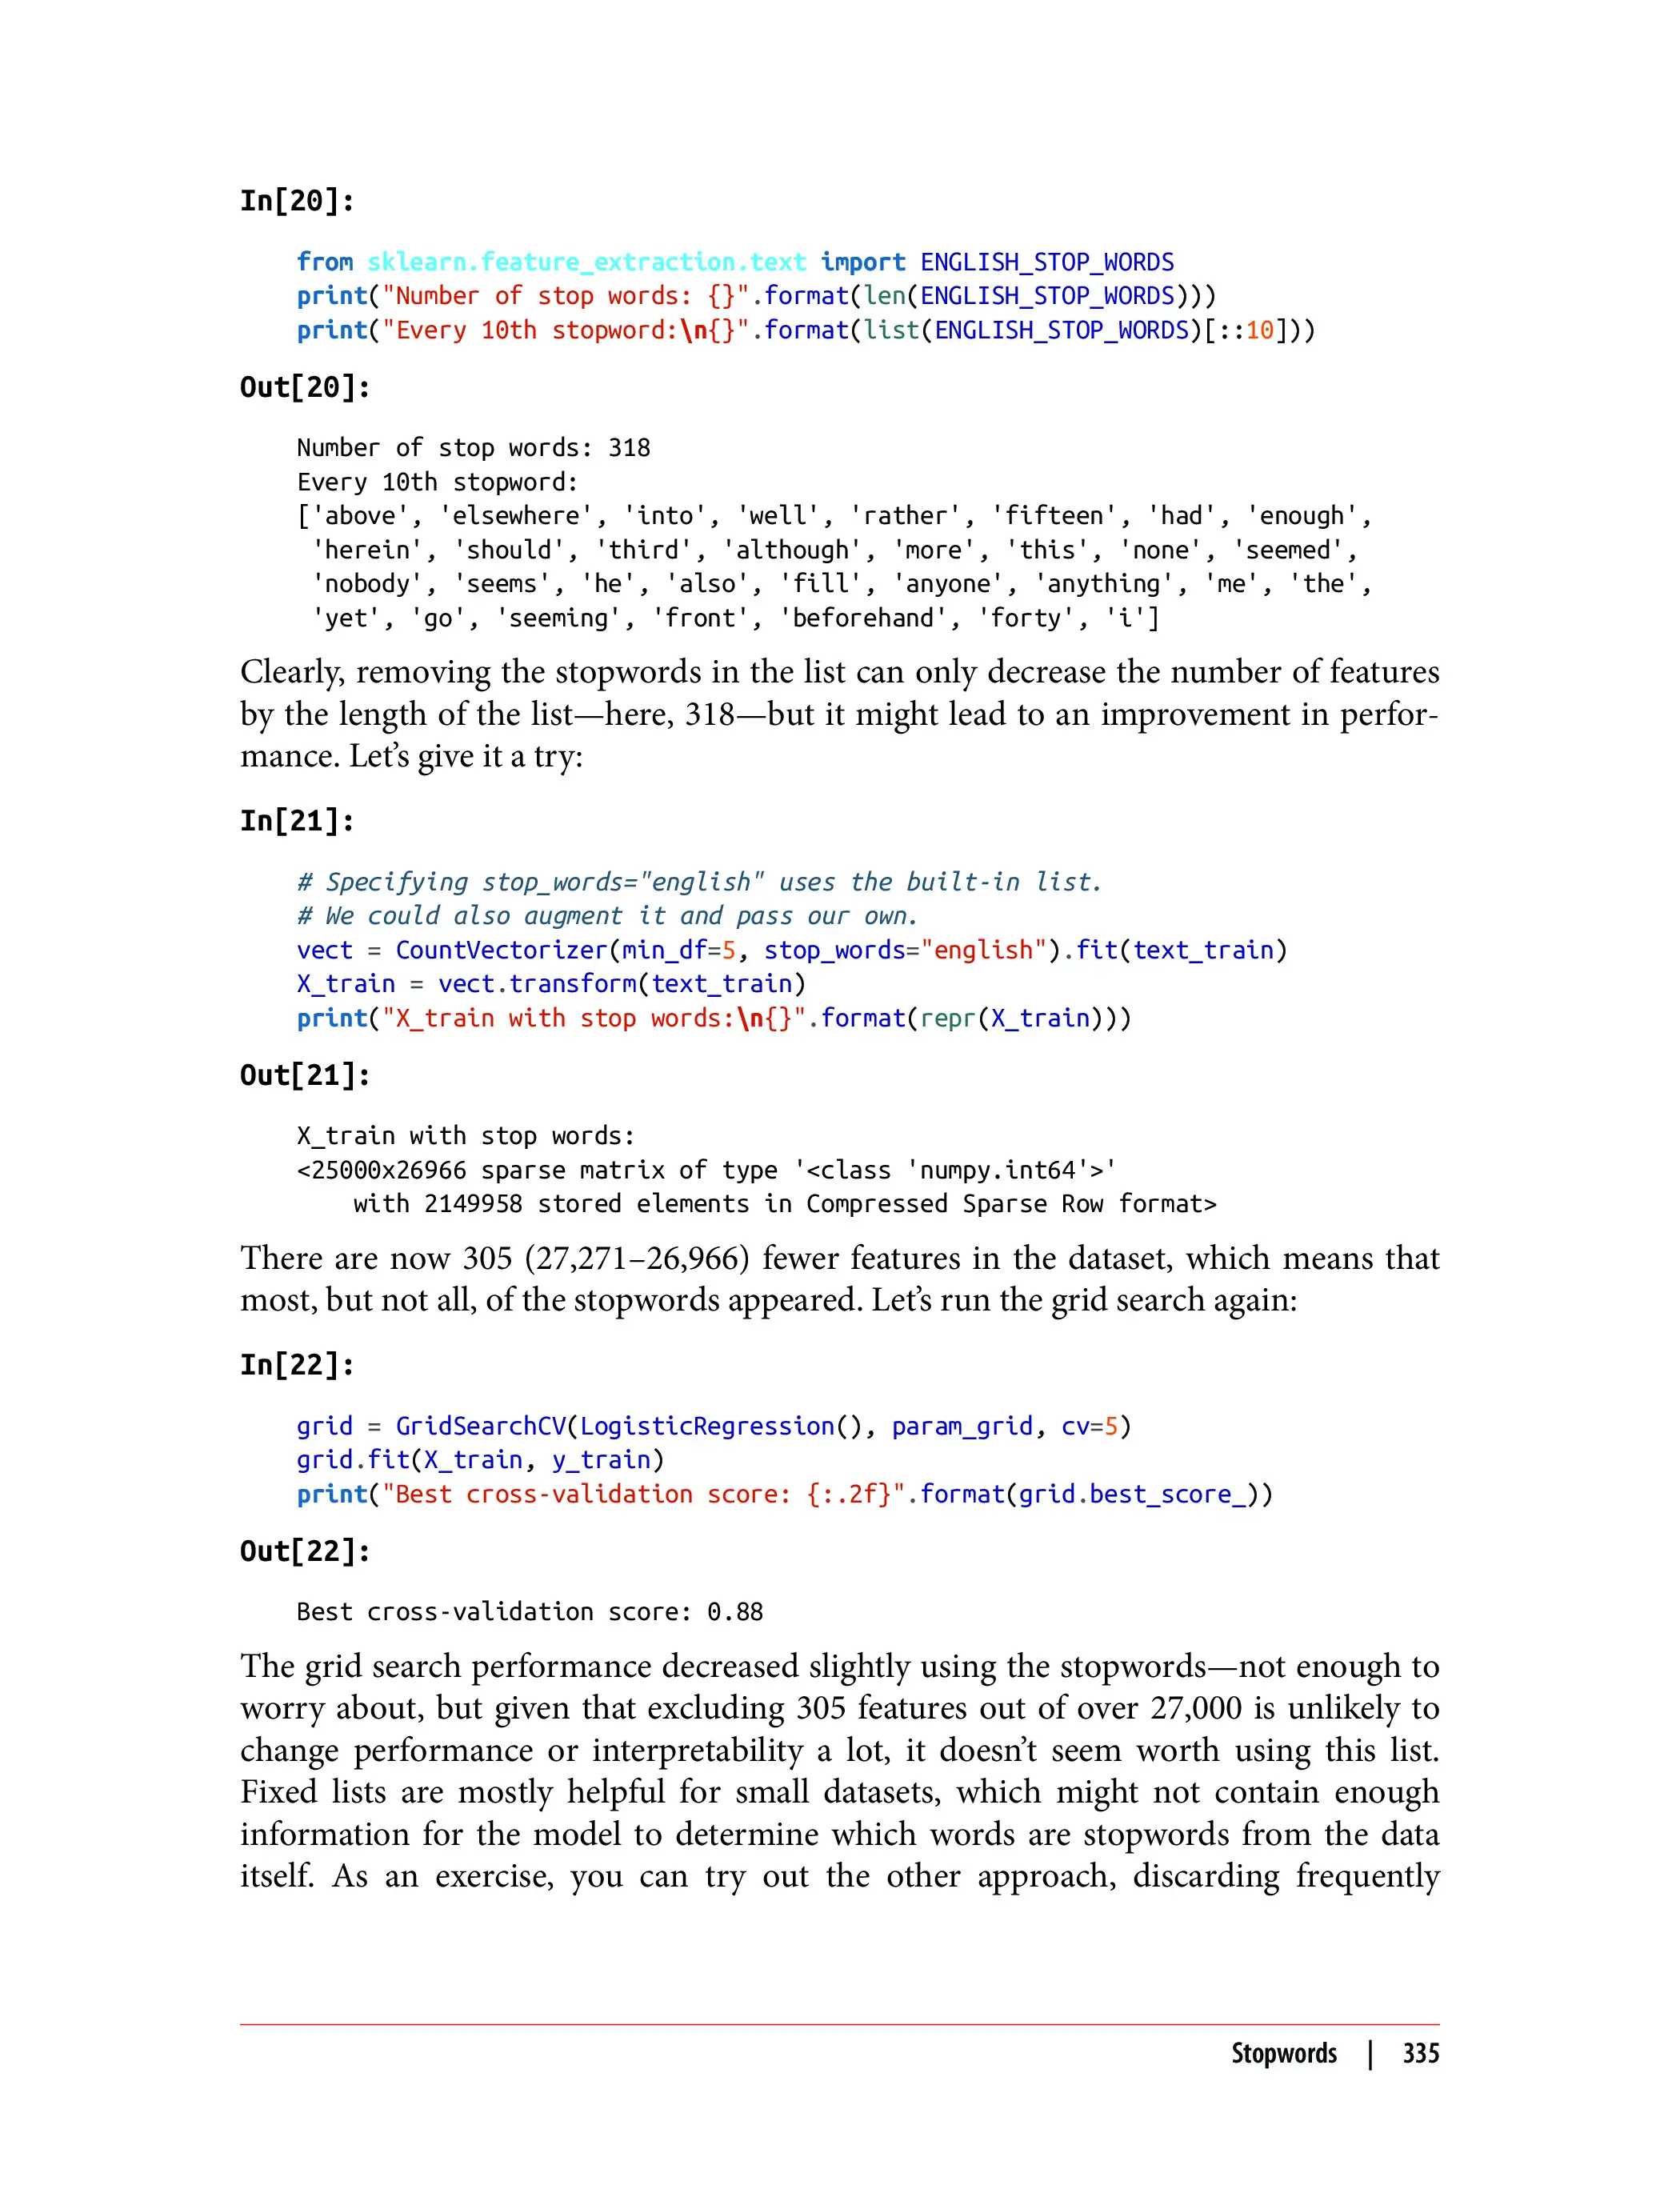 In[20]:
from sklearn.feature_extraction.text import ENGLISH_STOP_WORDS
print("Number of stop words: {}".format(len(ENGLISH_STOP_WORDS)))
print("Every 10th stopword:\n{}".format(list(ENGLISH_STOP_WORDS)[::10]))
Out[20]:
Number of stop words: 318
Every 10th stopword:
['above', 'elsewhere', 'into', 'well', 'rather', 'fifteen', 'had', 'enough',
'herein', 'should', 'third', 'although', 'more', 'this', 'none', 'seemed',
'nobody', 'seems', 'he', 'also', 'fill', 'anyone', 'anything', 'me', 'the',
'yet', 'go', 'seeming', 'front', 'beforehand', 'forty', 'i']
Clearly, removing the stopwords in the list can only decrease the number of features
by the length of the list—here, 318—but it might lead to an improvement in perfor-
mance. Let’s give it a try:
In[21]:
# Specifying stop_words="english" uses the built-in list.
# We could also augment it and pass our own.
vect = CountVectorizer(min_df=5, stop_words="english").fit(text_train)
X_train = vect.transform(text_train)
print("X_train with stop words:\n{}".format(repr(X_train)))
Out[21]:
X_train with stop words:
<25000x26966 sparse matrix of type '<class 'numpy.int64'>'
with 2149958 stored elements in Compressed Sparse Row format>
There are now 305 (27,271–26,966) fewer features in the dataset, which means that
most, but not all, of the stopwords appeared. Let’s run the grid search again:
In[22]:
grid = GridSearchCV(LogisticRegression(), param_grid, cv=5)
grid.fit(X_train, y_train)
print("Best cross-validation score: {:.2f}".format(grid.best_score_))
Out[22]:
Best cross-validation score: 0.88
The grid search performance decreased slightly using the stopwords—not enough to
worry about, but given that excluding 305 features out of over 27,000 is unlikely to
change performance or interpretability a lot, it doesn’t seem worth using this list.
Fixed lists are mostly helpful for small datasets, which might not contain enough
information for the model to determine which words are stopwords from the data
itself. As an exercise, you can try out the other approach, discarding frequently
Stopwords | 335